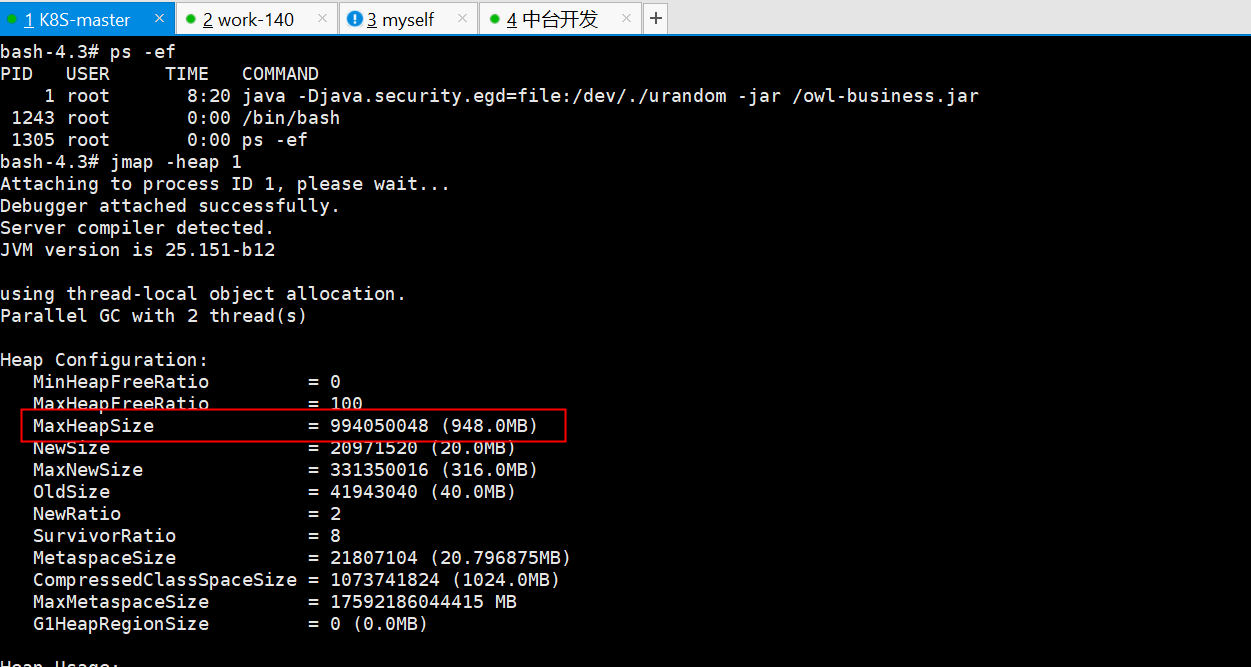 1 K8S-master × 2 work-140 × 3 myself × 4 中台开发 × +
bash-4.3# ps -ef
PID   USER     TIME   COMMAND
    1 root       8:20 java -Djava.security.egd=file:/dev/./urandom -jar /owl-business.jar
 1243 root       0:00 /bin/bash
 1305 root       0:00 ps -ef
bash-4.3# jmap -heap 1
Attaching to process ID 1, please wait...
Debugger attached successfully.
Server compiler detected.
JVM version is 25.151-b12
using thread-local object allocation.
Parallel GC with 2 thread(s)
Heap Configuration:
   MinHeapFreeRatio         = 0
   MaxHeapFreeRatio         = 100
   MaxHeapSize              = 994050048 (948.0MB)
   NewSize                  = 20971520 (20.0MB)
   MaxNewSize               = 331350016 (316.0MB)
   OldSize                  = 41943040 (40.0MB)
   NewRatio                 = 2
   SurvivorRatio            = 8
   MetaspaceSize            = 21807104 (20.796875MB)
   CompressedClassSpaceSize = 1073741824 (1024.0MB)
   MaxMetaspaceSize         = 17592186044415 MB
   G1HeapRegionSize         = 0 (0.0MB)
Heap Usage: